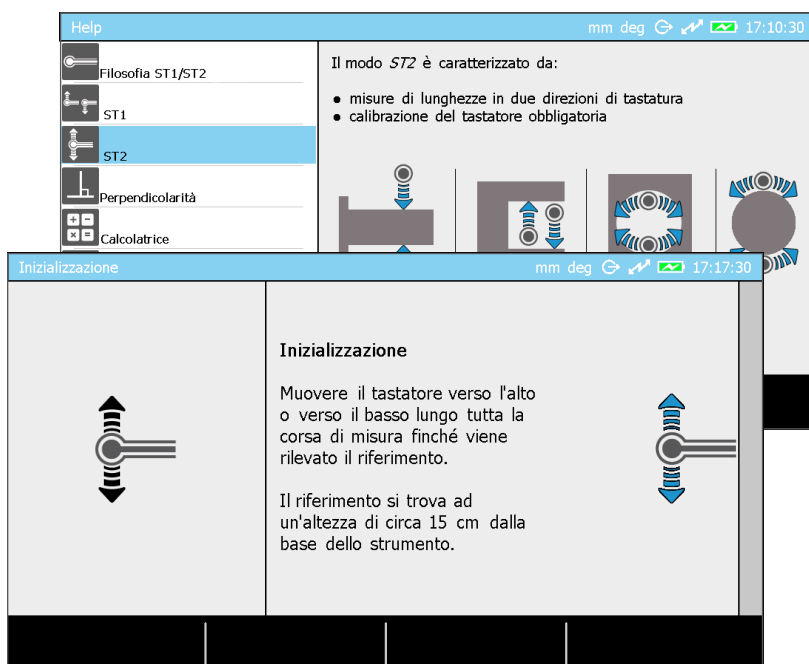 Help
mm deg 17:10:30
Filosofia ST1/ST2
ST1
ST2
Perpendicolarità
Calcolatrice
Il modo ST2 è caratterizzato da:
● misure di lunghezze in due direzioni di tastatura
● calibrazione del tastatore obbligatoria
Inizializzazione
mm deg 17:17:30
Inizializzazione
Muovere il tastatore verso l'alto
o verso il basso lungo tutta la
corsa di misura finché viene
rilevato il riferimento.
Il riferimento si trova ad
un'altezza di circa 15 cm dalla
base dello strumento.